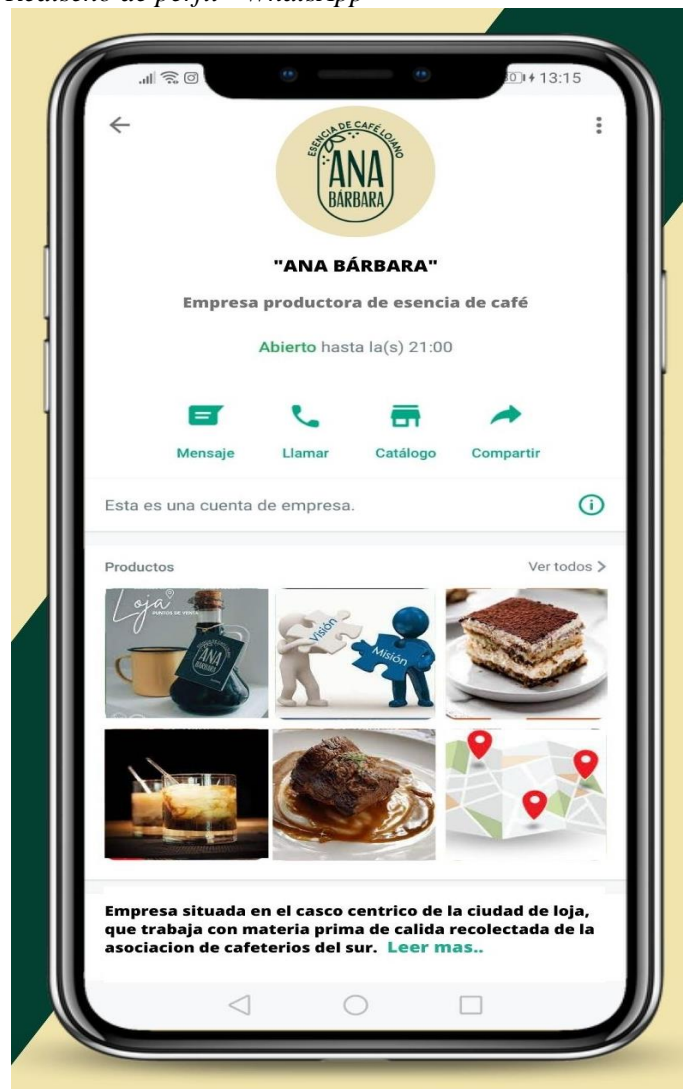 Rediseño de perfil - WhatsApp
13:15
ESENCIA DE CAFÉ LOJANO
ANA
BÁRBARA
"ANA BÁRBARA"
Empresa productora de esencia de café
Abierto hasta la(s) 21:00
Mensaje Llamar Catálogo Compartir
Esta es una cuenta de empresa.
Productos Ver todos >
Loja
PUNTOS DE VENTA
ANA
BÁRBARA
Visión
Misión
Empresa situada en el casco centrico de la ciudad de loja,
que trabaja con materia prima de calida recolectada de la
asociacion de cafeterios del sur. Leer mas..